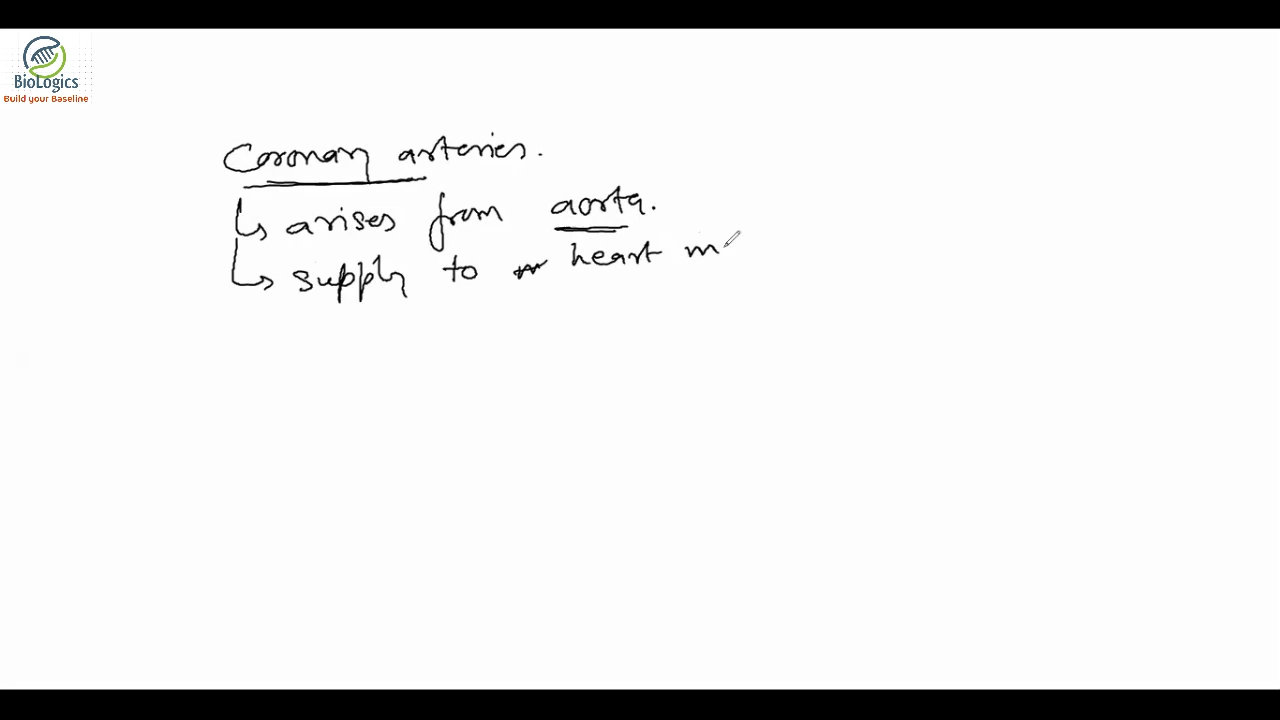 BioLogics
Build your Baseline
Coronary arteries.
↳ arises from aorta.
↳ supply to heart m